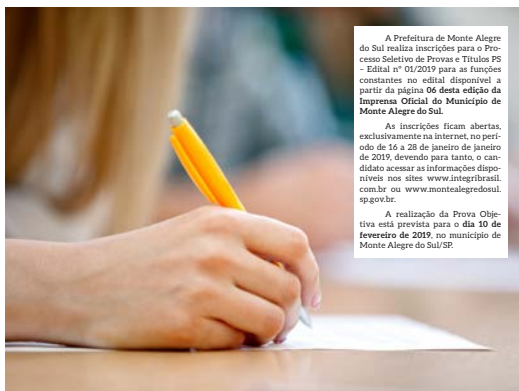 A Prefeitura de Monte Alegre
do Sul realiza inscrições para o Pro-
cesso Seletivo de Provas e Títulos PS
– Edital nº 01/2019 para as funções
constantes no edital disponível a
partir da página 06 desta edição da
Imprensa Oficial do Município de
Monte Alegre do Sul.
As inscrições ficam abertas,
exclusivamente na internet, no perí-
odo de 16 a 28 de janeiro de janeiro
de 2019, devendo para tanto, o can-
didato acessar as informações dispo-
níveis nos sites www.integribrasil.
com.br ou www.montealegredosul.
sp.gov.br.
A realização da Prova Obje-
tiva está prevista para o dia 10 de
fevereiro de 2019, no município de
Monte Alegre do Sul/SP.